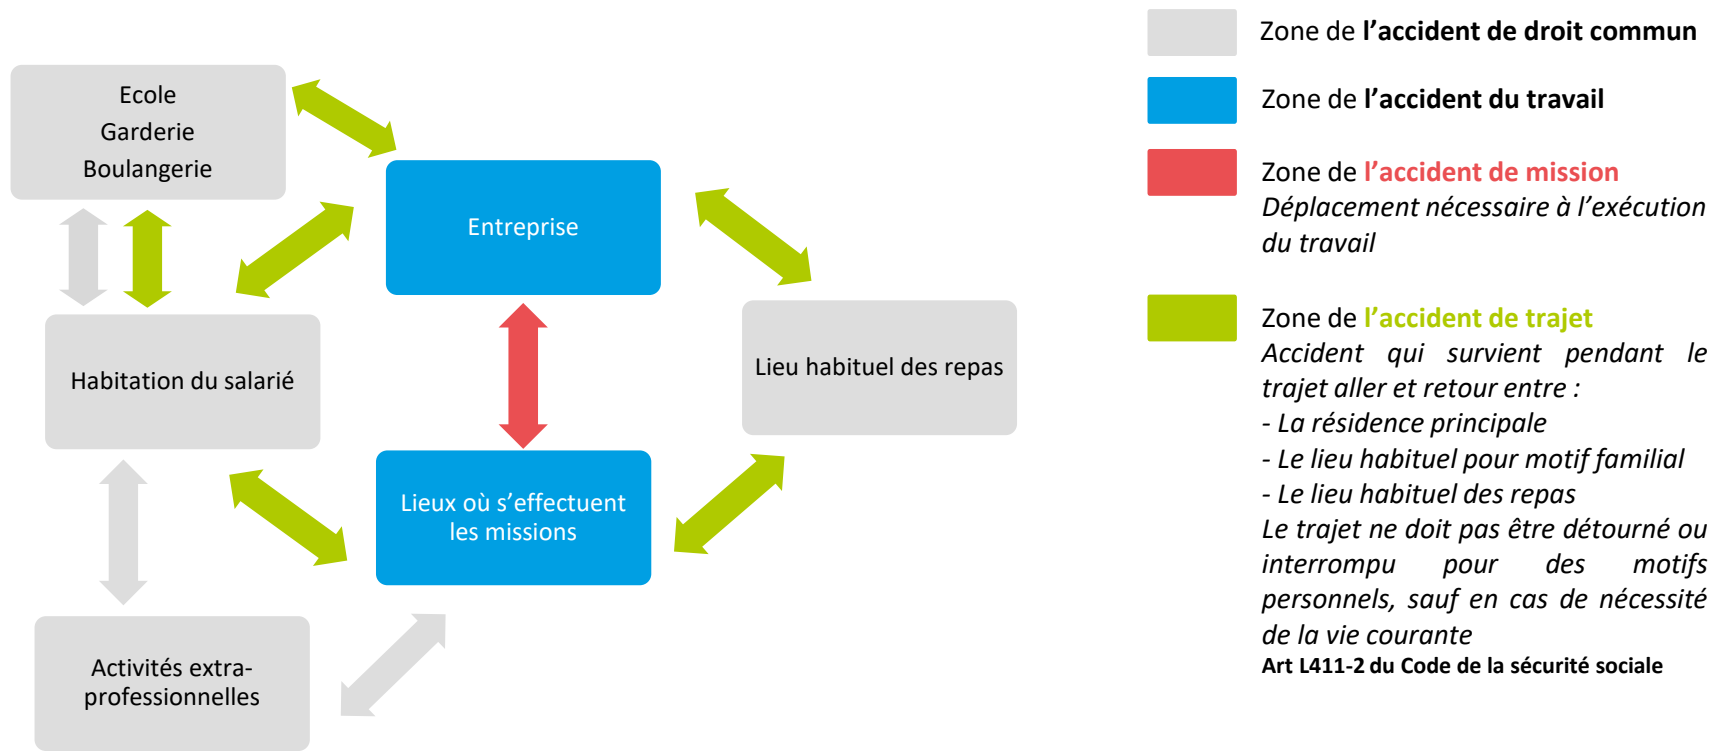 Ecole
Garderie
Boulangerie
Entreprise
Habitation du salarié
Lieu habituel des repas
Lieux où s’effectuent
les missions
Activités extra-
professionnelles
Zone de l’accident de droit commun
Zone de l’accident du travail
Zone de l’accident de mission
Déplacement nécessaire à l’exécution
du travail
Zone de l’accident de trajet
Accident qui survient pendant le
trajet aller et retour entre :
- La résidence principale
- Le lieu habituel pour motif familial
- Le lieu habituel des repas
Le trajet ne doit pas être détourné ou
interrompu pour des motifs
personnels, sauf en cas de nécessité
de la vie courante
Art L411-2 du Code de la sécurité sociale